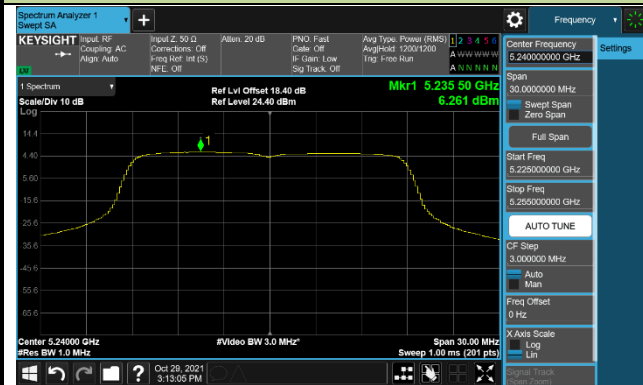 Spectrum Analyzer 1
Swept SA
+
Frequency
KEYSIGHT
Input: RF
Coupling: AC
Align: Auto
Input Z: 50 Ω
Corrections: Off
Freq Ref: Int (S)
NFE: Off
Atten: 20 dB
PNO: Fast
Gate: Off
IF Gain: Low
Sig Track: Off
Avg Type: Power (RMS)
Avg|Hold: 1200/1200
Trig: Free Run
1 2 3 4 5 6
A W W W W W
A N N N N N
LXI
1 Spectrum
Scale/Div 10 dB
Log
Ref Lvl Offset 18.40 dB
Ref Level 24.40 dBm
Mkr1 5.235 50 GHz
6.261 dBm
1
14.4
4.40
-5.60
-15.6
-25.6
-35.6
-45.6
-55.6
-65.6
Center 5.24000 GHz
#Res BW 1.0 MHz
#Video BW 3.0 MHz*
Span 30.00 MHz
Sweep 1.00 ms (201 pts)
Center Frequency
5.240000000 GHz
Span
30.0000000 MHz
Swept Span
Zero Span
Full Span
Start Freq
5.225000000 GHz
Stop Freq
5.255000000 GHz
AUTO TUNE
CF Step
3.000000 MHz
Auto
Man
Freq Offset
0 Hz
X Axis Scale
Log
Lin
Signal Track
(Span Zoom)
Settings
?
Oct 29, 2021
3:13:05 PM